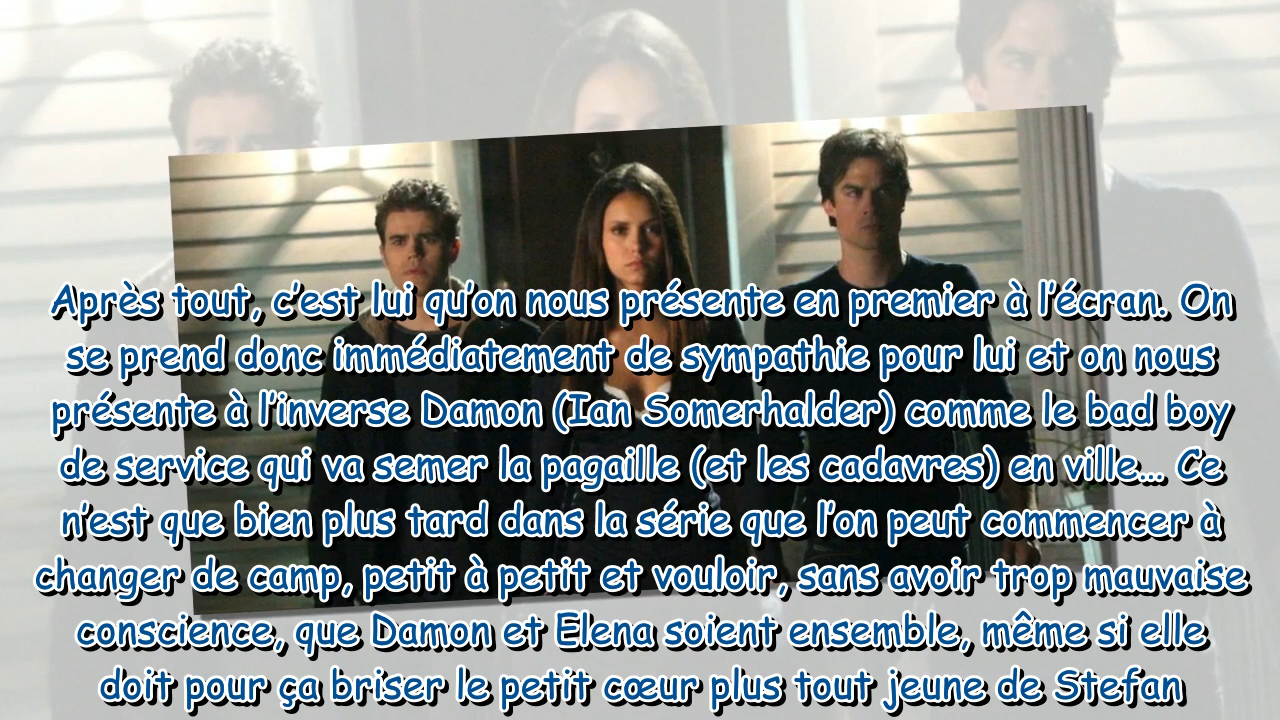 Après tout, c'est lui qu'on nous présente en premier à l'écran. On
se prend donc immédiatement de sympathie pour lui et on nous
présente à l'inverse Damon (Ian Somerhalder) comme le bad boy
de service qui va semer la pagaille (et les cadavres) en ville... Ce
n'est que bien plus tard dans la série que l'on peut commencer à
changer de camp, petit à petit et vouloir, sans avoir trop mauvaise
conscience, que Damon et Elena soient ensemble, même si elle
doit pour ça briser le petit cœur plus tout jeune de Stefan